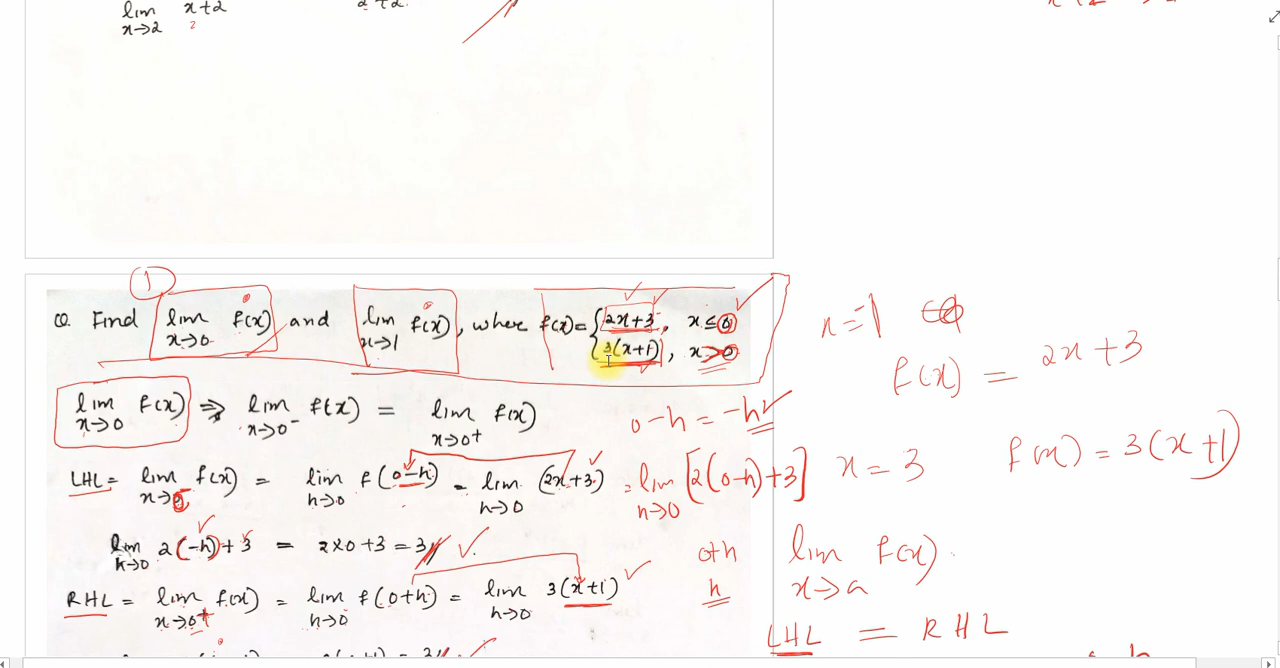 lim x+2
x→2 2
①
Q. Find lim f(x) and lim f(x), where f(x)= { 2x+3, x≤0
x→0 x→1 { 3(x+1), x>0
x=-1
f(x) = 2x+3
lim f(x) ⇒ lim f(x) = lim f(x)
x→0 x→0⁻ x→0+
0-h = -h ✓
LHL = lim f(x) = lim f(0-h) = lim (2x+3) = lim [2(0-h)+3]
x→0⁻ h→0 h→0 h→0
x = 3 f(x) = 3(x+1)
lim 2(-h)+3 = 2×0+3 = 3 ✓
h→0
0+h
h
lim f(x)
x→a
RHL = lim f(x) = lim f(0+h) = lim 3(x+1) ✓
x→0+ h→0 h→0
LHL = RHL